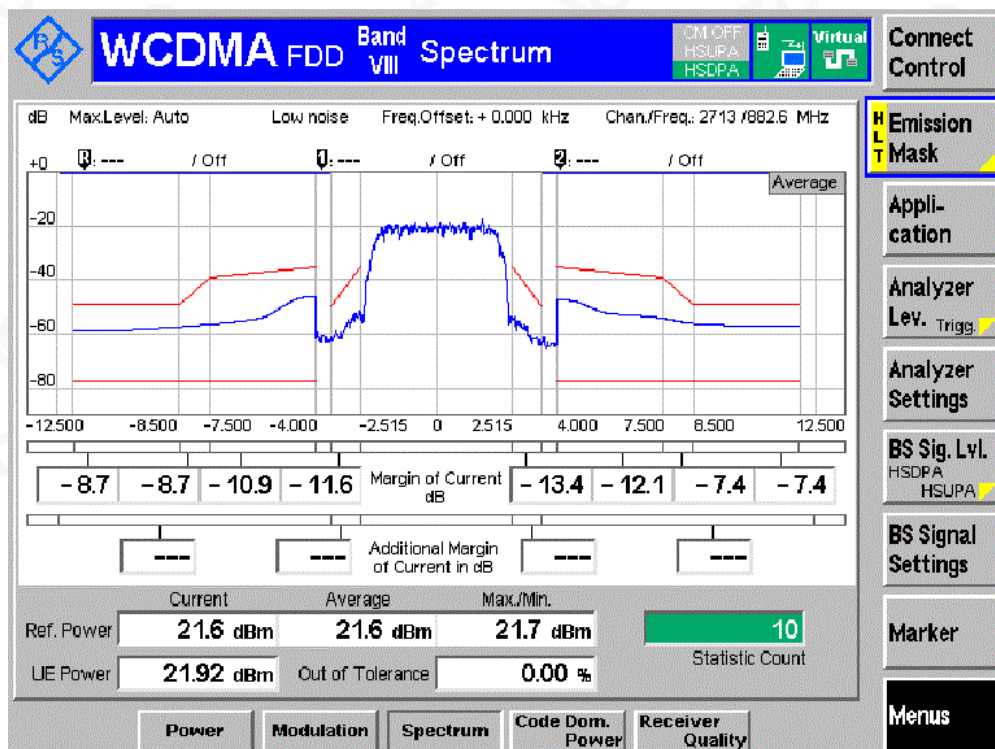 R/S
WCDMA FDD Band VIII Spectrum
CM OFF
HSUPA
HSDPA
Virtual
Connect Control
dB Max.Level: Auto Low noise Freq.Offset: + 0.000 kHz Chan./Freq.: 2713 /882.6 MHz
R: --- / Off 1: --- / Off 2: --- / Off
Average
+0
-20
-40
-60
-80
-12.500 -8.500 -7.500 -4.000 -2.515 0 2.515 4.000 7.500 8.500 12.500
- 8.7 - 8.7 - 10.9 - 11.6 Margin of Current dB - 13.4 - 12.1 - 7.4 - 7.4
--- --- Additional Margin of Current in dB --- ---
Current Average Max./Min.
Ref. Power 21.6 dBm 21.6 dBm 21.7 dBm
10
Statistic Count
UE Power 21.92 dBm Out of Tolerance 0.00 %
HLT
Emission Mask
Appli-
cation
Analyzer
Lev. Trigg.
Analyzer
Settings
BS Sig. Lvl.
HSDPA
HSUPA
BS Signal
Settings
Marker
Menus
Power
Modulation
Spectrum
Code Dom.
Power
Receiver
Quality